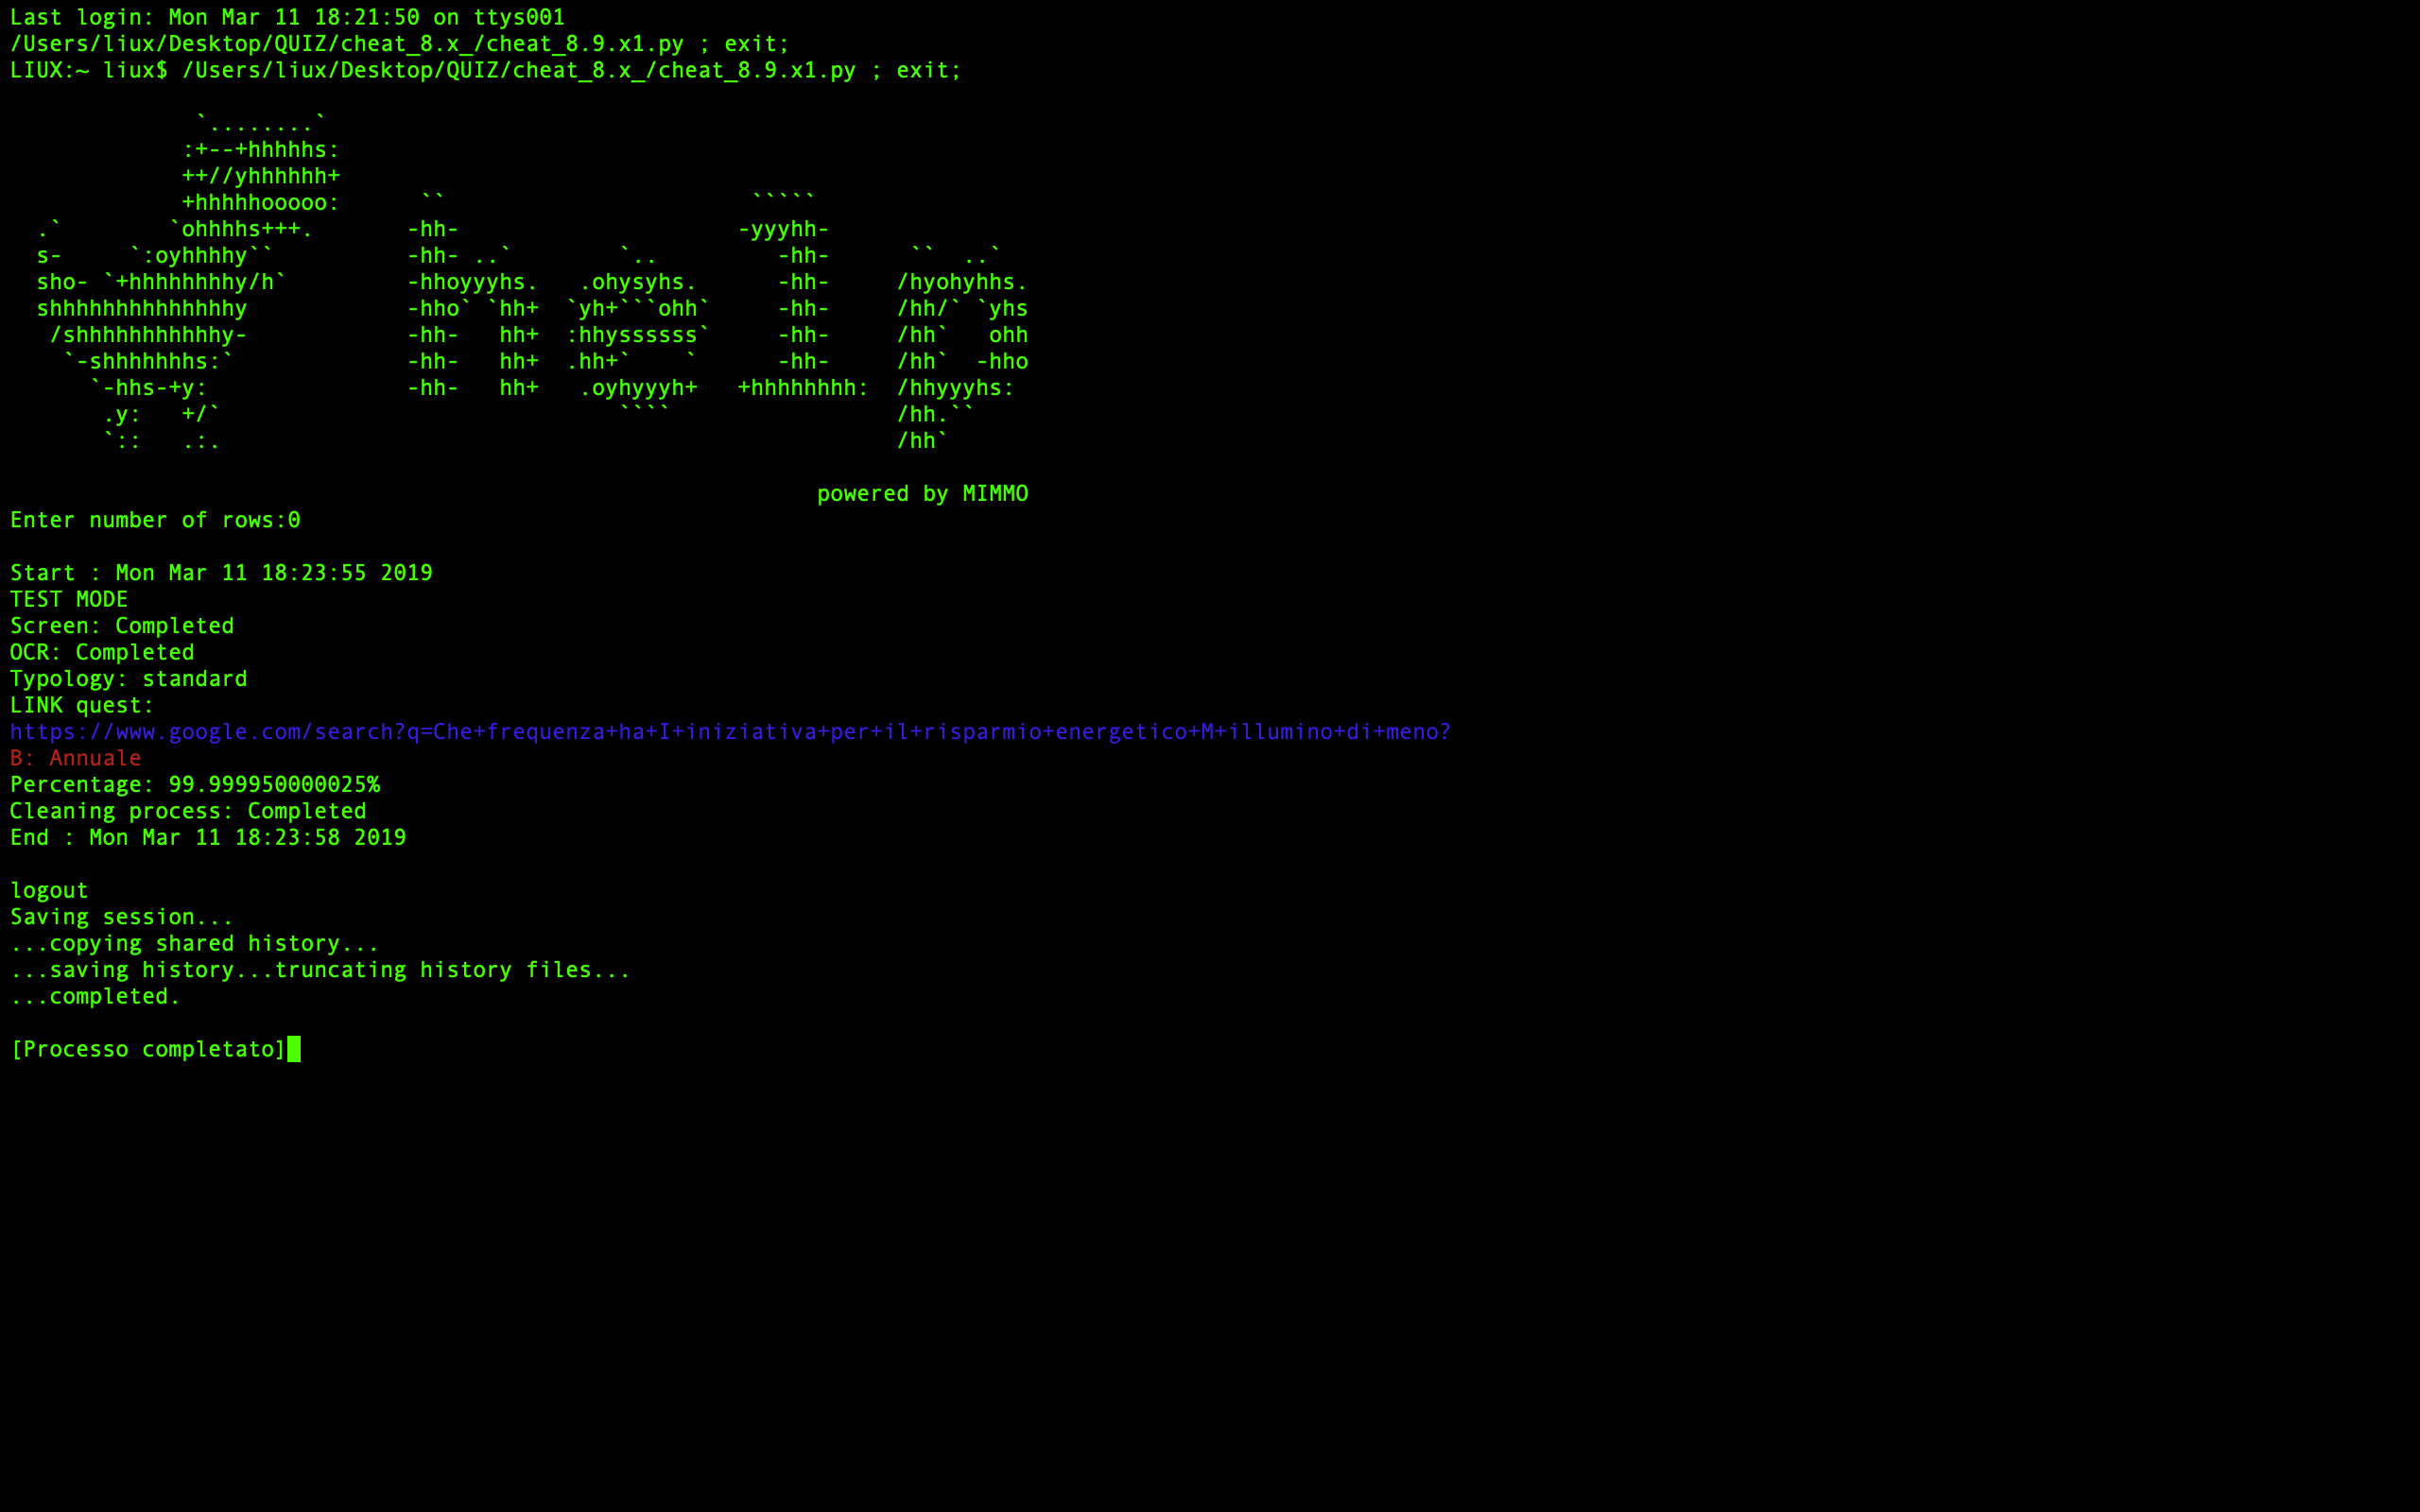 Last login: Mon Mar 11 18:21:50 on ttys001
/Users/liux/Desktop/QUIZ/cheat_8.x_/cheat_8.9.x1.py ; exit;
LIUX:~ liux$ /Users/liux/Desktop/QUIZ/cheat_8.x_/cheat_8.9.x1.py ; exit;
              `........`
             :+--+hhhhhs:
             ++//yhhhhhh+
             +hhhhhooooo:      ``                       `````
  .`        `ohhhhs+++.       -hh-                     -yyyhh-
  s-     `:oyhhhhy``          -hh- ..`        `..         -hh-      ``  ..`
  sho- `+hhhhhhhhy/h`         -hhoyyyhs.   .ohysyhs.      -hh-     /hyohyhhs.
  shhhhhhhhhhhhhhy            -hho` `hh+  `yh+```ohh`     -hh-     /hh/` `yhs
   /shhhhhhhhhhhy-            -hh-   hh+  :hhyssssss`     -hh-     /hh`   ohh
    `-shhhhhhhs:`             -hh-   hh+  .hh+`    `      -hh-     /hh`  -hho
      `-hhs-+y:               -hh-   hh+   .oyhyyyh+   +hhhhhhhh:  /hhyyyhs:
       .y:   +/`                              ````                 /hh.``
       `::   .:.                                                   /hh`
powered by MIMMO
Enter number of rows:0
Start : Mon Mar 11 18:23:55 2019
TEST MODE
Screen: Completed
OCR: Completed
Typology: standard
LINK quest:
https://www.google.com/search?q=Che+frequenza+ha+I+iniziativa+per+il+risparmio+energetico+M+illumino+di+meno?
B: Annuale
Percentage: 99.999950000025%
Cleaning process: Completed
End : Mon Mar 11 18:23:58 2019
logout
Saving session...
...copying shared history...
...saving history...truncating history files...
...completed.
[Processo completato]